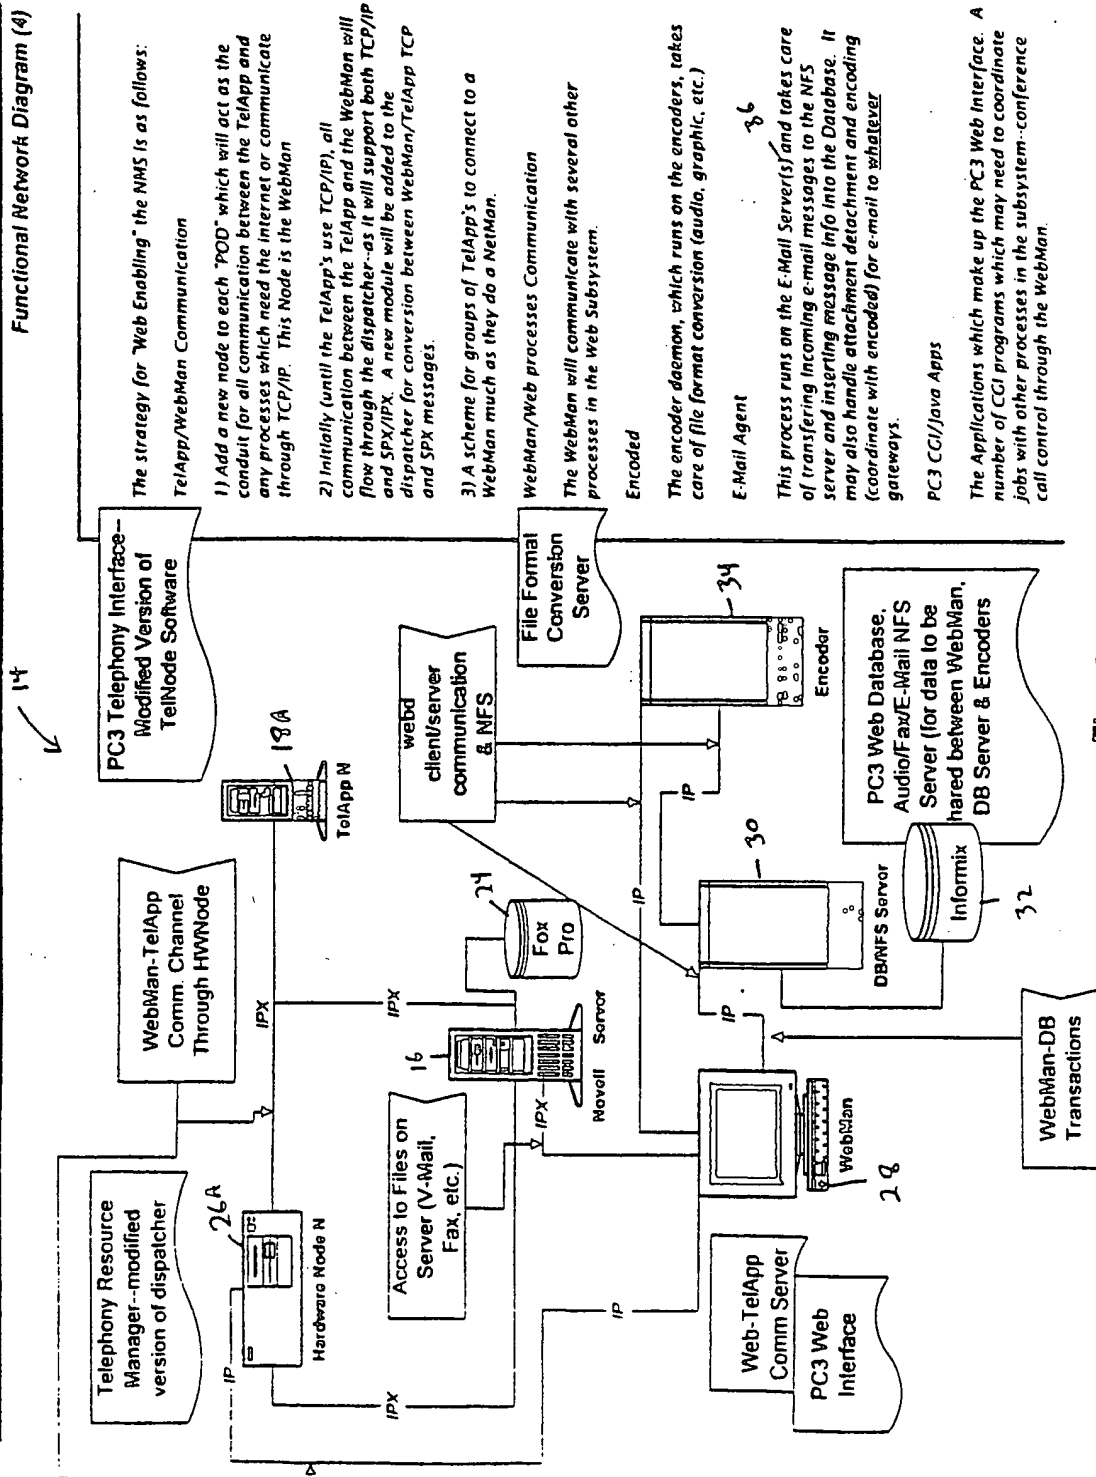 Functional Network Diagram (4)
14
The strategy for "Web Enabling" the NMS is as follows:
TelApp/WebMan Communication
1) Add a new node to each "POD" which will act as the
conduit for all communication between the TelApp and
any processes which need the internet or communicate
through TCP/IP. This Node is the WebMan
2) Initially (until the TelApp's use TCP/IP), all
communication between the TelApp and the WebMan will
flow through the dispatcher--as it will support both TCP/IP
and SPX/IPX. A new module will be added to the
dispatcher for conversion between WebMan/TelApp TCP
and SPX messages.
3) A scheme for groups of TelApp's to connect to a
WebMan much as they do a NetMan.
WebMan/Web processes Communication
The WebMan will communicate with several other
processes in the Web Subsystem.
Encoded
The encoder daemon, which runs on the encoders, takes
care of file format conversion (audio, graphic, etc.)
E-Mail Agent
36
This process runs on the E-Mail Server(s) and takes care
of transfering incoming e-mail messages to the NFS
server and inserting message info into the Database. It
may also handle attachment detachment and encoding
(coordinate with encoded) for e-mail to whatever
gateways.
PC3 CGI/Java Apps
The Applications which make up the PC3 Web Interface. A
number of CGI programs which may need to coordinate
jobs with other processes in the subsystem--conference
call control through the WebMan.
PC3 Telephony Interface--
Modified Version of
TelNode Software
18A
TelApp N
WebMan-TelApp
Comm. Channel
Through HWNode
Telephony Resource
Manager--modified
version of dispatcher
26A
Hardware Node N
IP
IPX
IPX
IPX
IPX
IP
Access to Files on
Server (V-Mail,
Fax, etc.)
16
Novell Server
24
Fox
Pro
webd
client/server
communication
& NFS
File Format
Conversion
Server
34
Encoder
IP
IP
IP
30
DB/NFS Server
Informix
32
PC3 Web Database,
Audio/Fax/E-Mail NFS
Server (for data to be
hared between WebMan,
DB Server & Encoders
WebMan
28
Web-TelApp
Comm Server
PC3 Web
Interface
WebMan-DB
Transactions